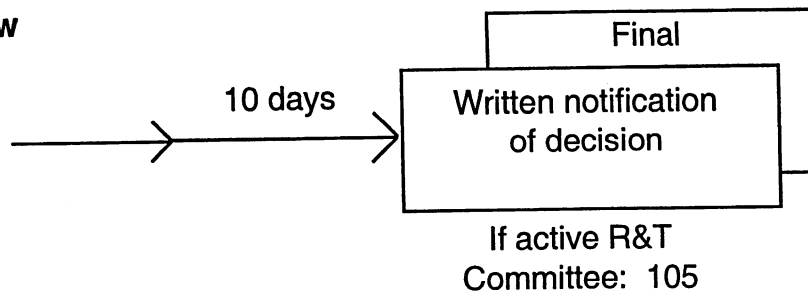 w
Final
10 days
Written notification
of decision
If active R&T
Committee: 105